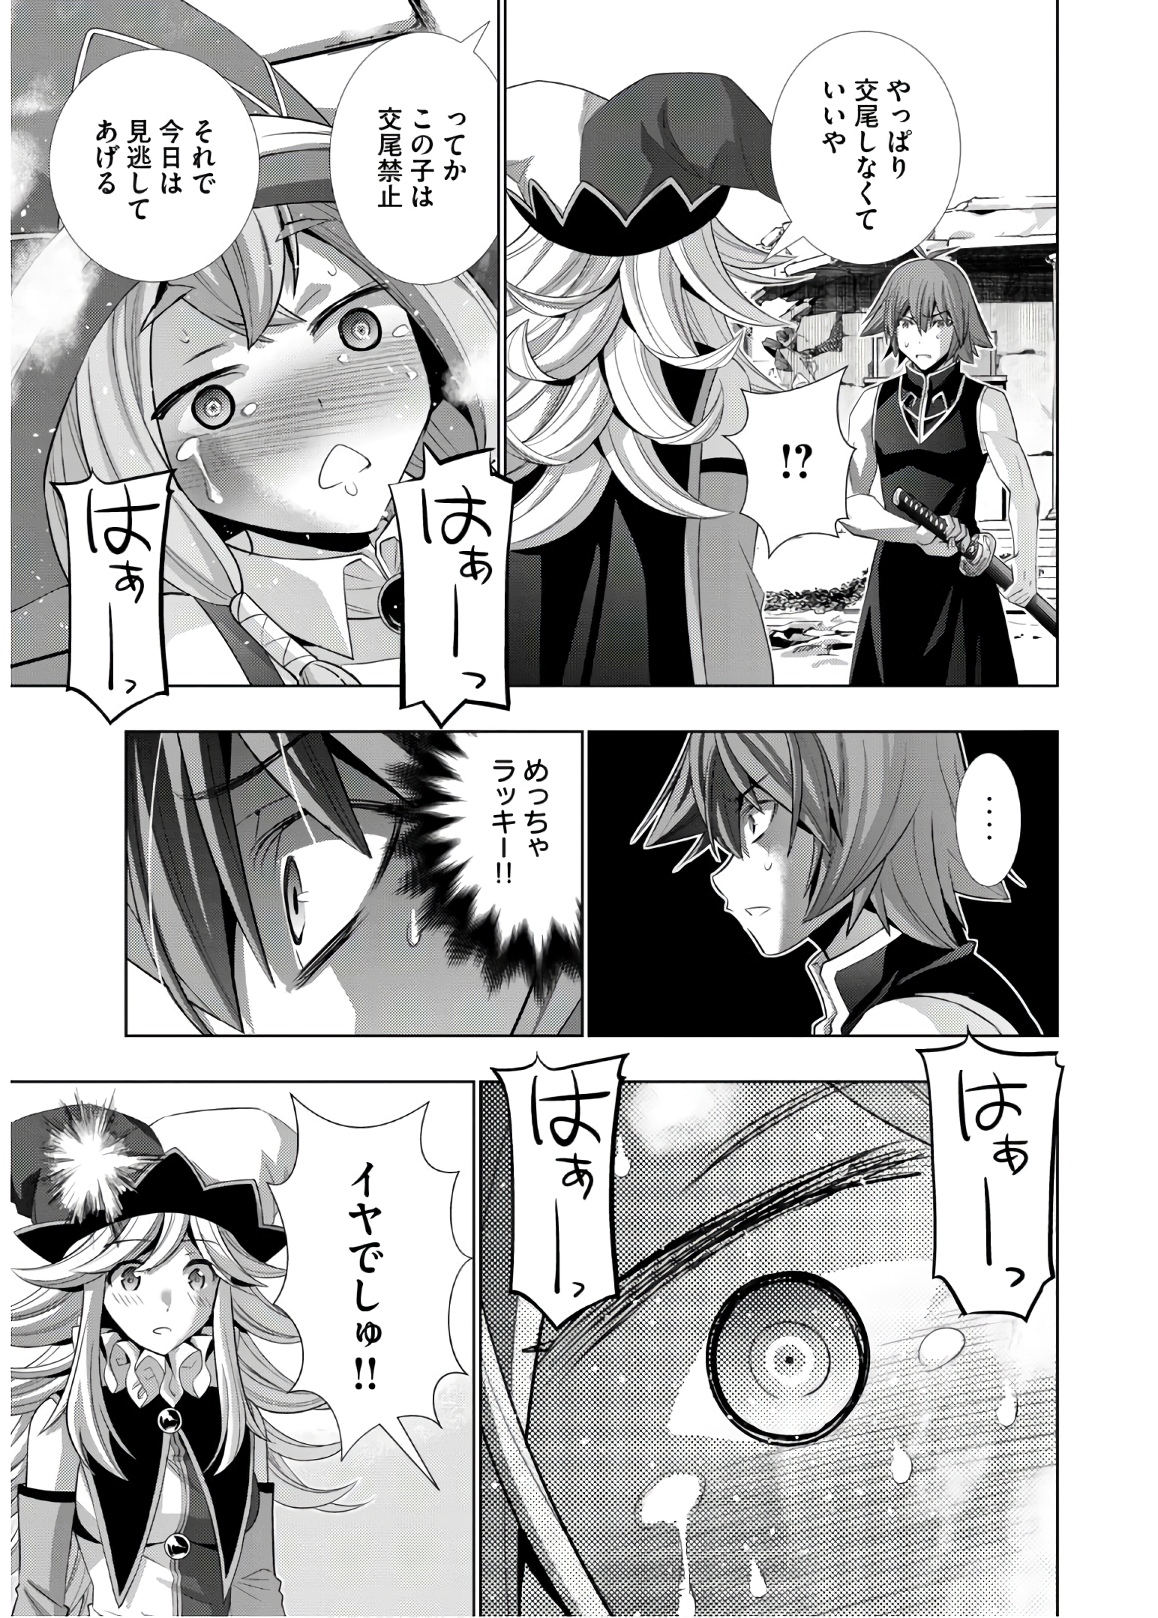 やっぱり
交尾しなくて
いいや
!?
ってか
この子は
交尾禁止
それで
今日は
見逃して
あげる
はぁーっ
はぁーっ
‥‥
めっちゃ
ラッキー!!
はぁーっ
はぁーっ
イヤでしゅ!!